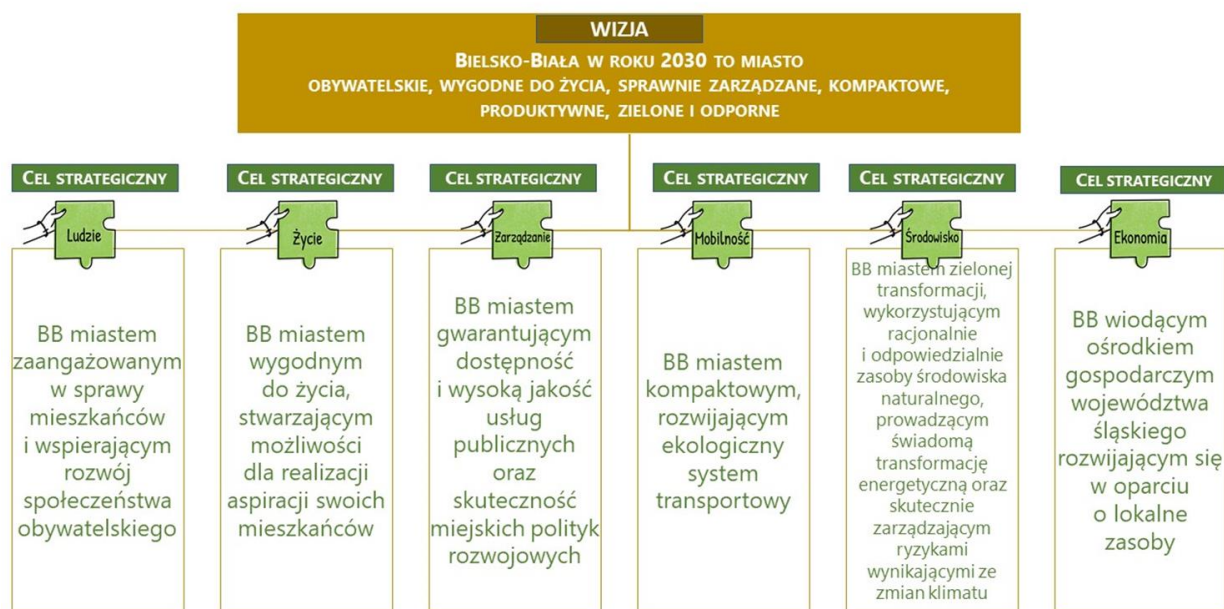 WIZJA
BIELSKO-BIAŁA W ROKU 2030 TO MIASTO
OBYWATELSKIE, WYGODNE DO ŻYCIA, SPRAWNIE ZARZĄDZANE, KOMPAKTOWE,
PRODUKTYWNE, ZIELONE I ODPORNE
CEL STRATEGICZNY
Ludzie
BB miastem
zaangażowanym
w sprawy
mieszkańców
i wspierającym
rozwój
społeczeństwa
obywatelskiego
CEL STRATEGICZNY
Życie
BB miastem
wygodnym
do życia,
stwarzającym
możliwości
dla realizacji
aspiracji swoich
mieszkańców
CEL STRATEGICZNY
Zarządzanie
BB miastem
gwarantującym
dostępność
i wysoką jakość
usług
publicznych
oraz
skuteczność
miejskich polityk
rozwojowych
CEL STRATEGICZNY
Mobilność
BB miastem
kompaktowym,
rozwijającym
ekologiczny
system
transportowy
CEL STRATEGICZNY
Środowisko
BB miastem zielonej
transformacji,
wykorzystującym
racjonalnie
i odpowiedzialnie
zasoby środowiska
naturalnego,
prowadzącym
świadomą
transformację
energetyczną oraz
skutecznie
zarządzającym
ryzykami
wynikającymi ze
zmian klimatu
CEL STRATEGICZNY
Ekonomia
BB wiodącym
ośrodkiem
gospodarczym
województwa
śląskiego
rozwijającym się
w oparciu
o lokalne
zasoby